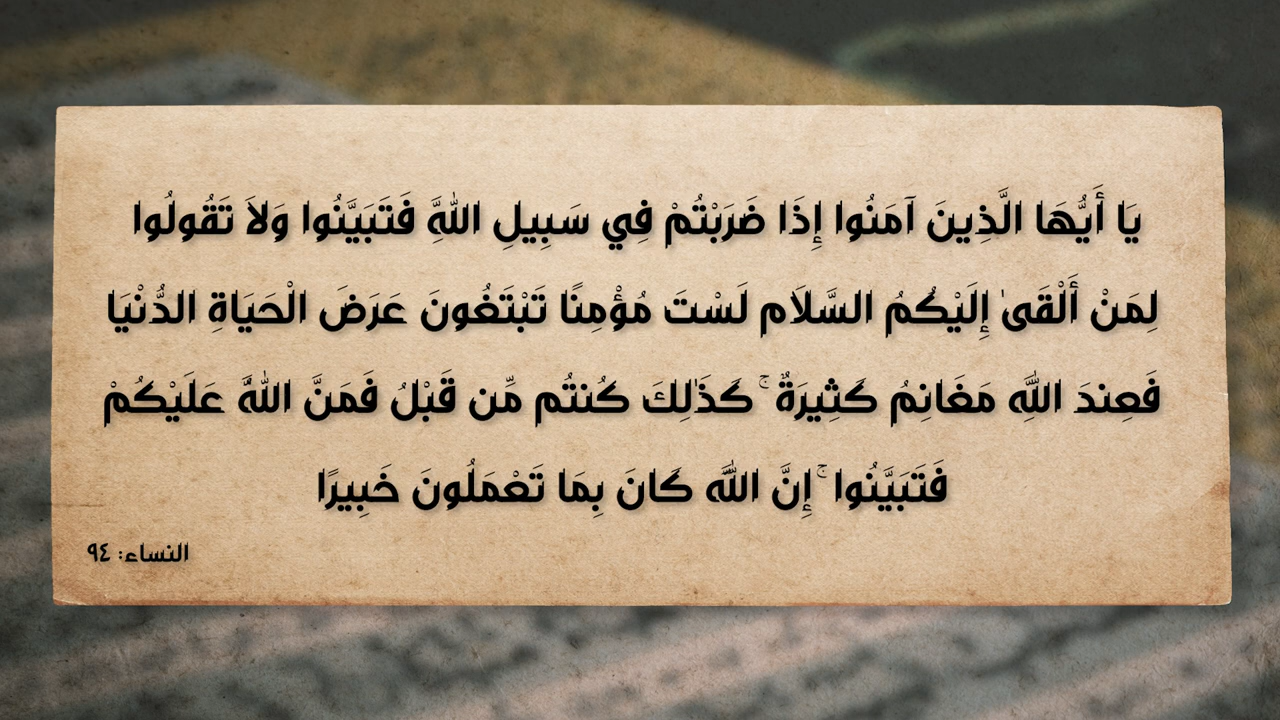 يَا أَيُّهَا الَّذِينَ آمَنُوا إِذَا ضَرَبْتُمْ فِي سَبِيلِ اللَّهِ فَتَبَيَّنُوا وَلَا تَقُولُوا
لِمَنْ أَلْقَىٰ إِلَيْكُمُ السَّلَام لَسْتَ مُؤْمِنًا تَبْتَغُونَ عَرَضَ الْحَيَاةِ الدُّنْيَا
فَعِندَ اللَّهِ مَغَانِمُ كَثِيرَةٌ ۚ كَذَٰلِكَ كُنتُم مِّن قَبْلُ فَمَنَّ اللَّهُ عَلَيْكُمْ
فَتَبَيَّنُوا ۚ إِنَّ اللَّهَ كَانَ بِمَا تَعْمَلُونَ خَبِيرًا
النساء: ٩٤